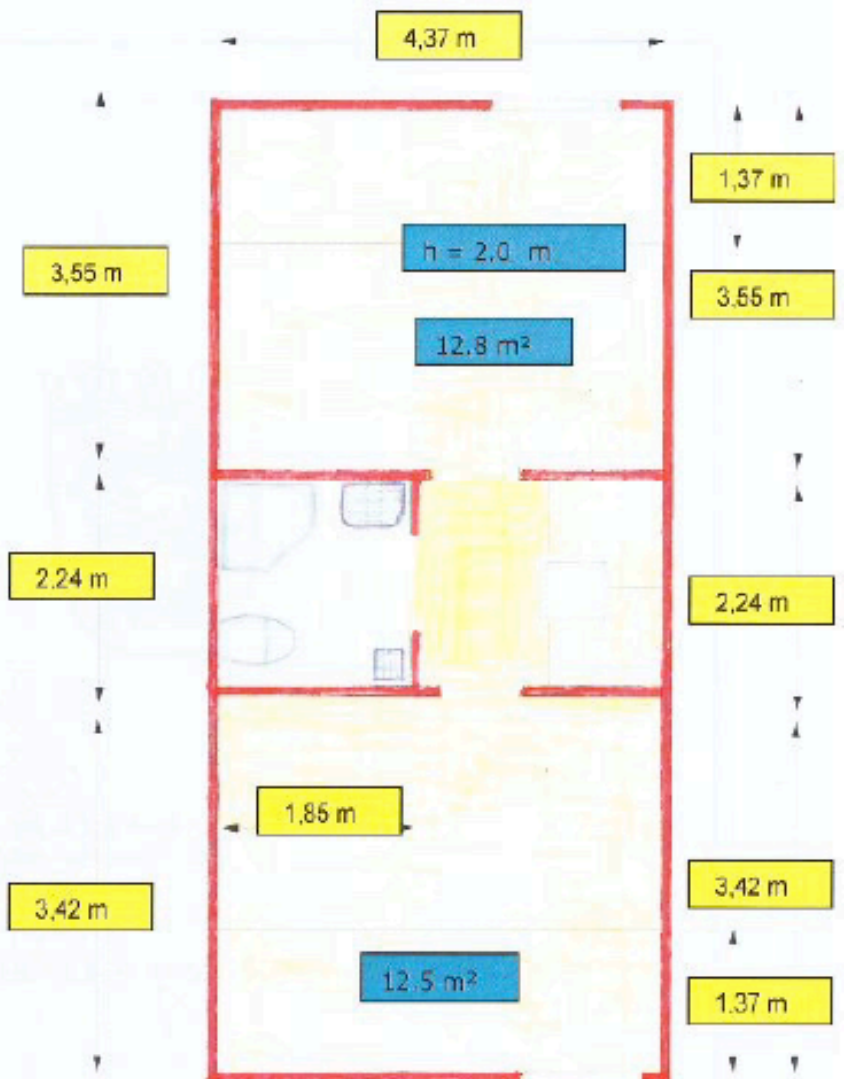 4,37 m
1,37 m
h = 2,0 m
3,55 m
3,55 m
12.8 m²
2.24 m
2,24 m
1,85 m
3,42 m
3,42 m
12.5 m²
1.37 m